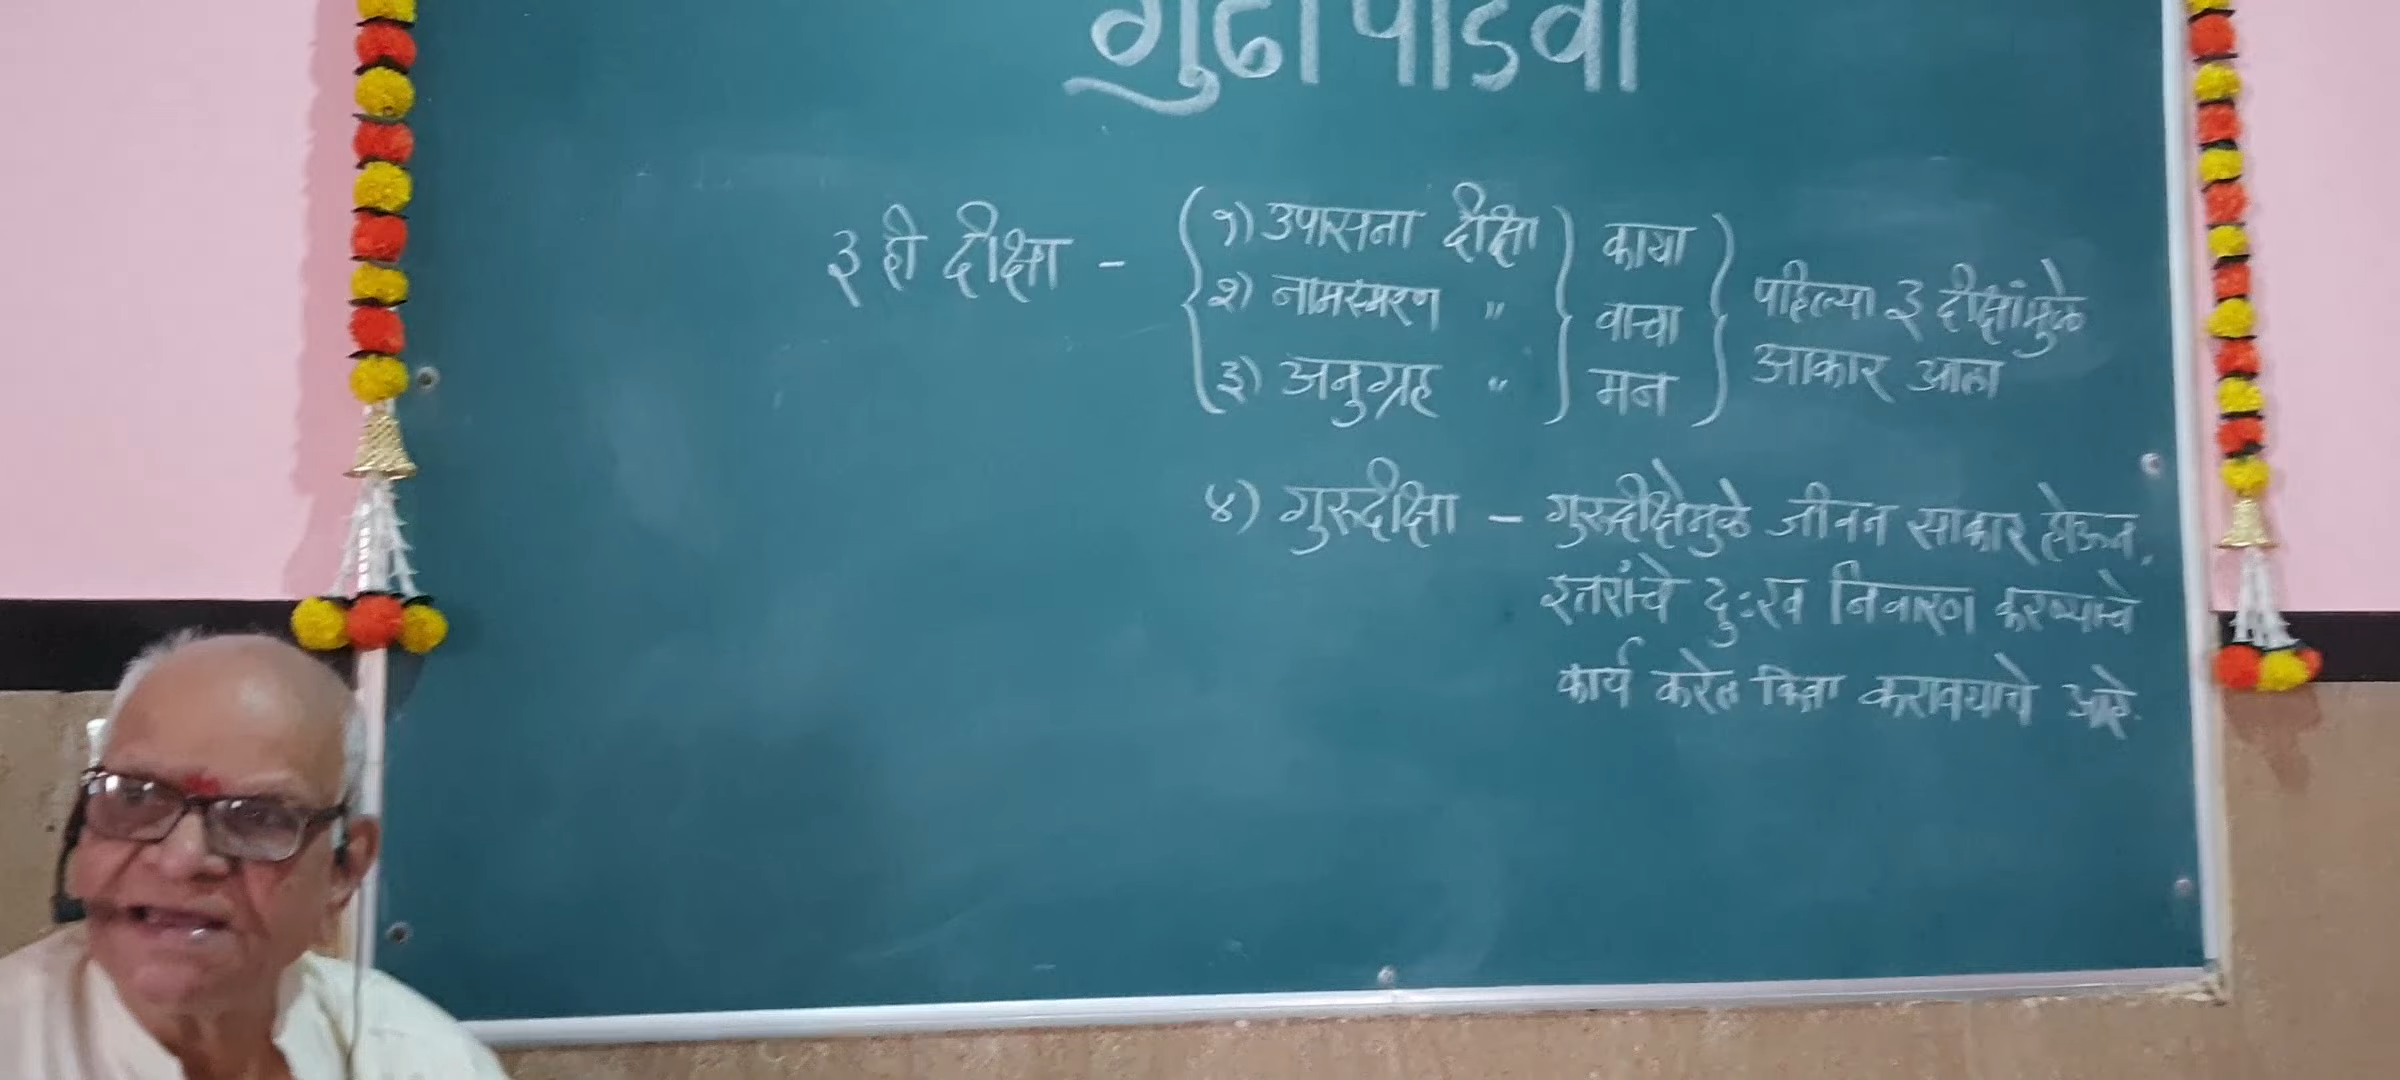 गुढीपाडवा
३ ही दीक्षा - १) उपासना दीक्षा काया
२) नामस्मरण " वाचा पहिल्या ३ दीक्षांमुळे
३) अनुग्रह " मन आकार आला
४) गुरुदीक्षा - गुरुदीक्षेमुळे जीवन साकार होऊन,
इतरांचे दुःख निवारण करण्याचे
कार्य करेल किंवा करावयाचे आहे.